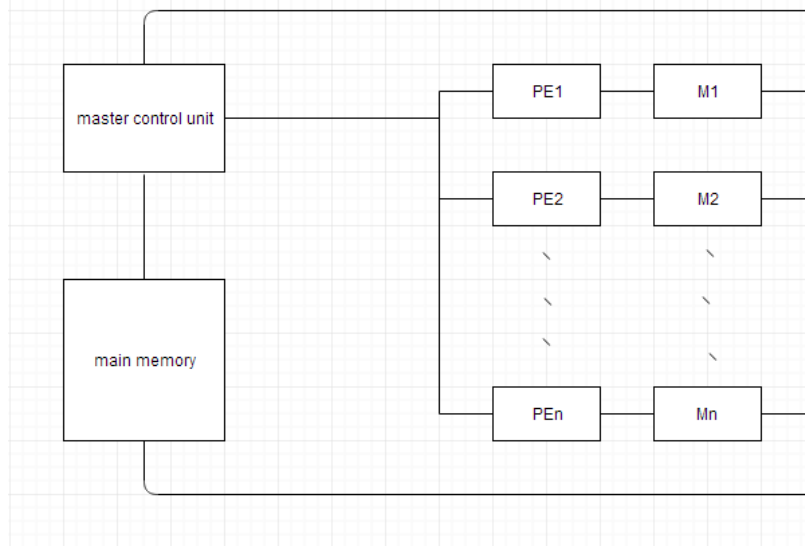 master control unit
PE1
M1
PE2
M2
main memory
PEn
Mn